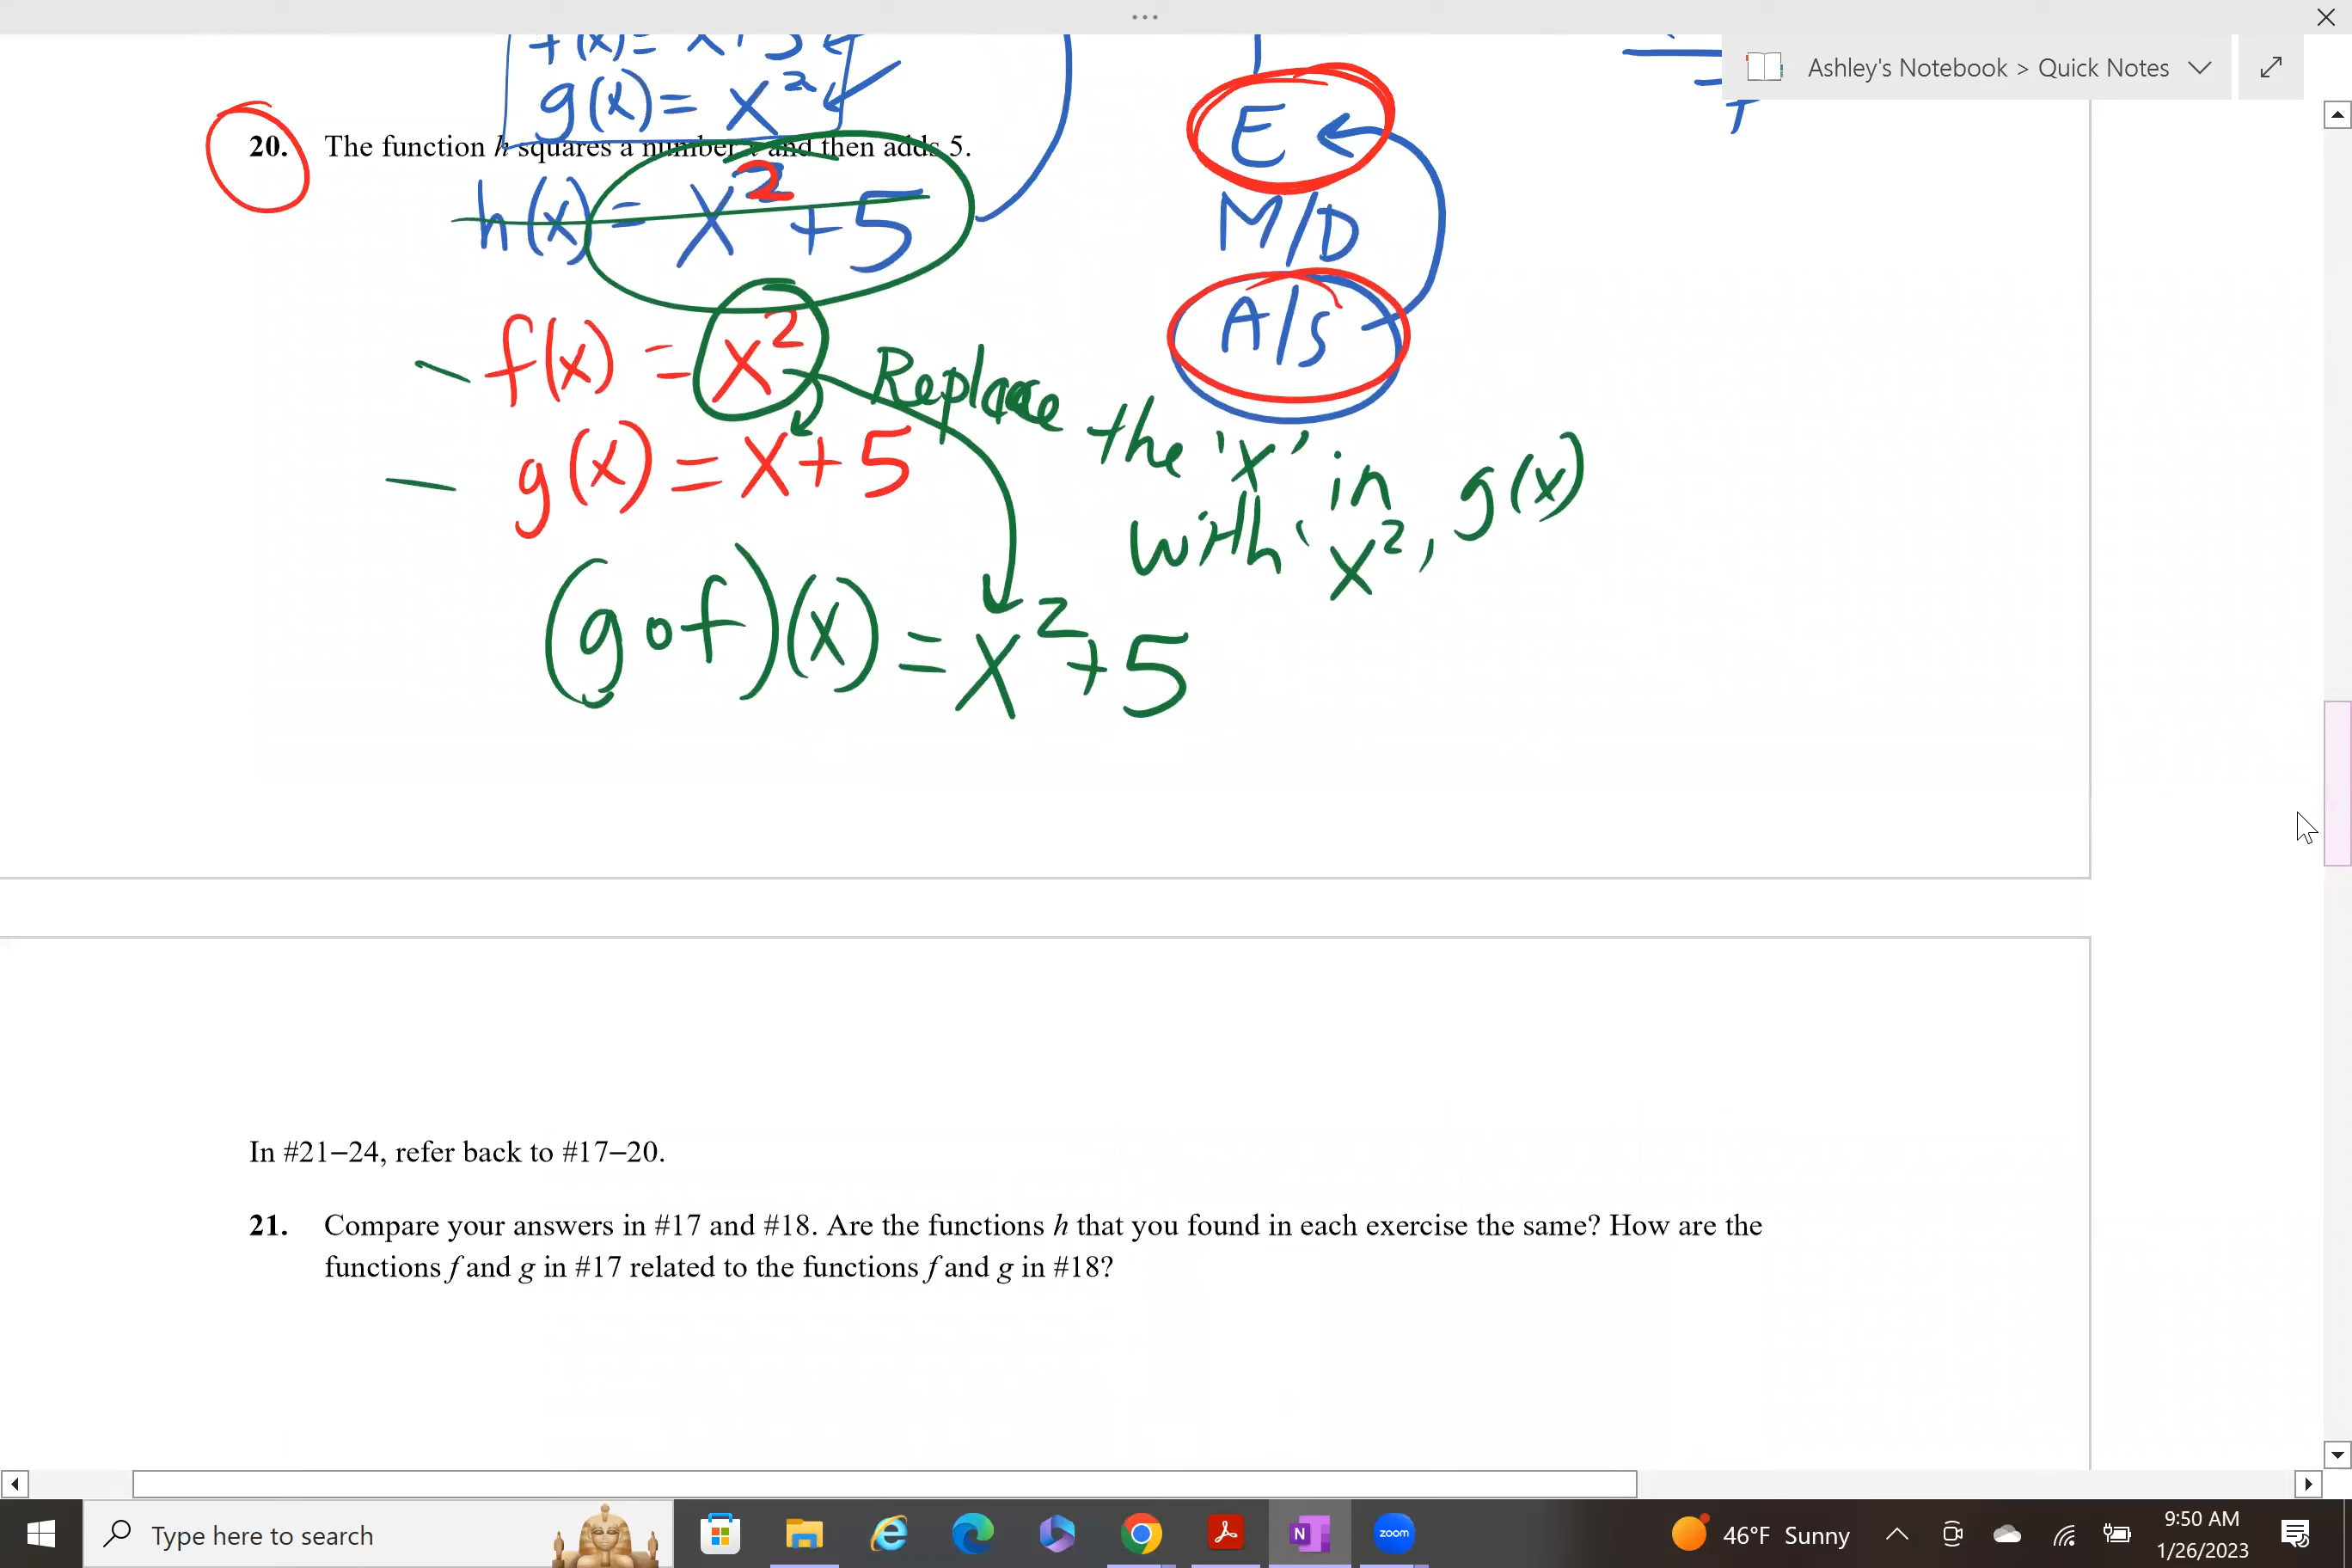 Ashley's Notebook > Quick Notes
g(x) = x²
20. The function h squares a number x and then adds 5.
h(x) = x² + 5
f(x) = x²
g(x) = x + 5
Replace the 'x' in g(x)
with 'x²'
(g o f)(x) = x² + 5
E
M/D
A/S
In #21–24, refer back to #17–20.
21. Compare your answers in #17 and #18. Are the functions h that you found in each exercise the same? How are the
functions f and g in #17 related to the functions f and g in #18?
Type here to search
N
zoom
46°F Sunny
9:50 AM
1/26/2023